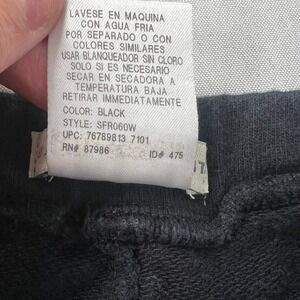 LAVESE EN MAQUINA
CON AGUA FRIA
POR SEPARADO O CON
COLORES SIMILARES
USAR BLANQUEADOR SIN CLORO
SOLO SI ES NECESARIO
SECAR EN SECADORA A
TEMPERATURA BAJA
RETIRAR IMMEDIATAMENTE
COLOR: BLACK
STYLE: SFR060W
UPC: 76789813 7101
RN# 87986 ID# 475